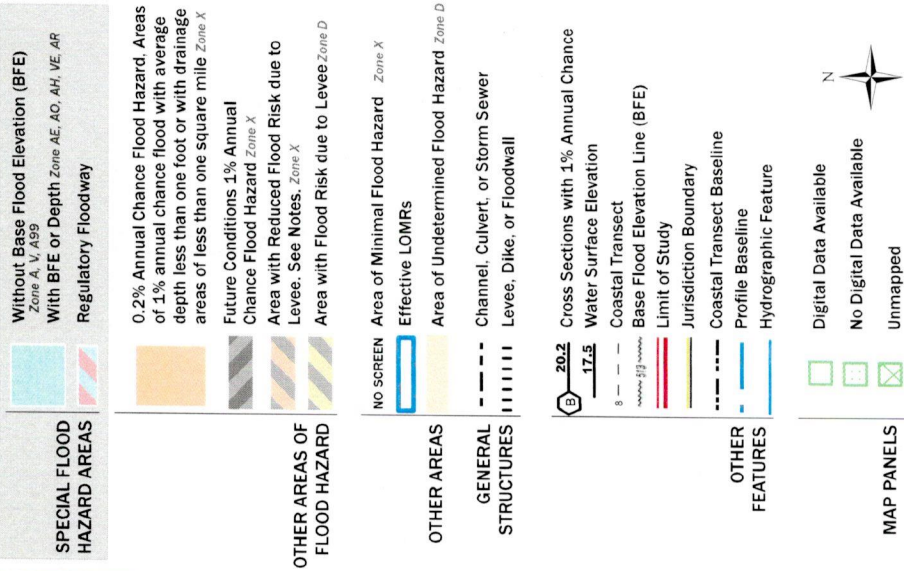 SPECIAL FLOOD
HAZARD AREAS
Without Base Flood Elevation (BFE)
Zone A, V, A99
With BFE or Depth Zone AE, AO, AH, VE, AR
Regulatory Floodway
OTHER AREAS OF
FLOOD HAZARD
0.2% Annual Chance Flood Hazard, Areas
of 1% annual chance flood with average
depth less than one foot or with drainage
areas of less than one square mile Zone X
Future Conditions 1% Annual
Chance Flood Hazard Zone X
Area with Reduced Flood Risk due to
Levee. See Notes. Zone X
Area with Flood Risk due to Levee Zone D
OTHER AREAS
NO SCREEN Area of Minimal Flood Hazard Zone X
Effective LOMRs
Area of Undetermined Flood Hazard Zone D
GENERAL
STRUCTURES
Channel, Culvert, or Storm Sewer
Levee, Dike, or Floodwall
OTHER
FEATURES
B 20.2 Cross Sections with 1% Annual Chance
17.5 Water Surface Elevation
8 Coastal Transect
513 Base Flood Elevation Line (BFE)
Limit of Study
Jurisdiction Boundary
Coastal Transect Baseline
Profile Baseline
Hydrographic Feature
MAP PANELS
Digital Data Available
No Digital Data Available
Unmapped
N